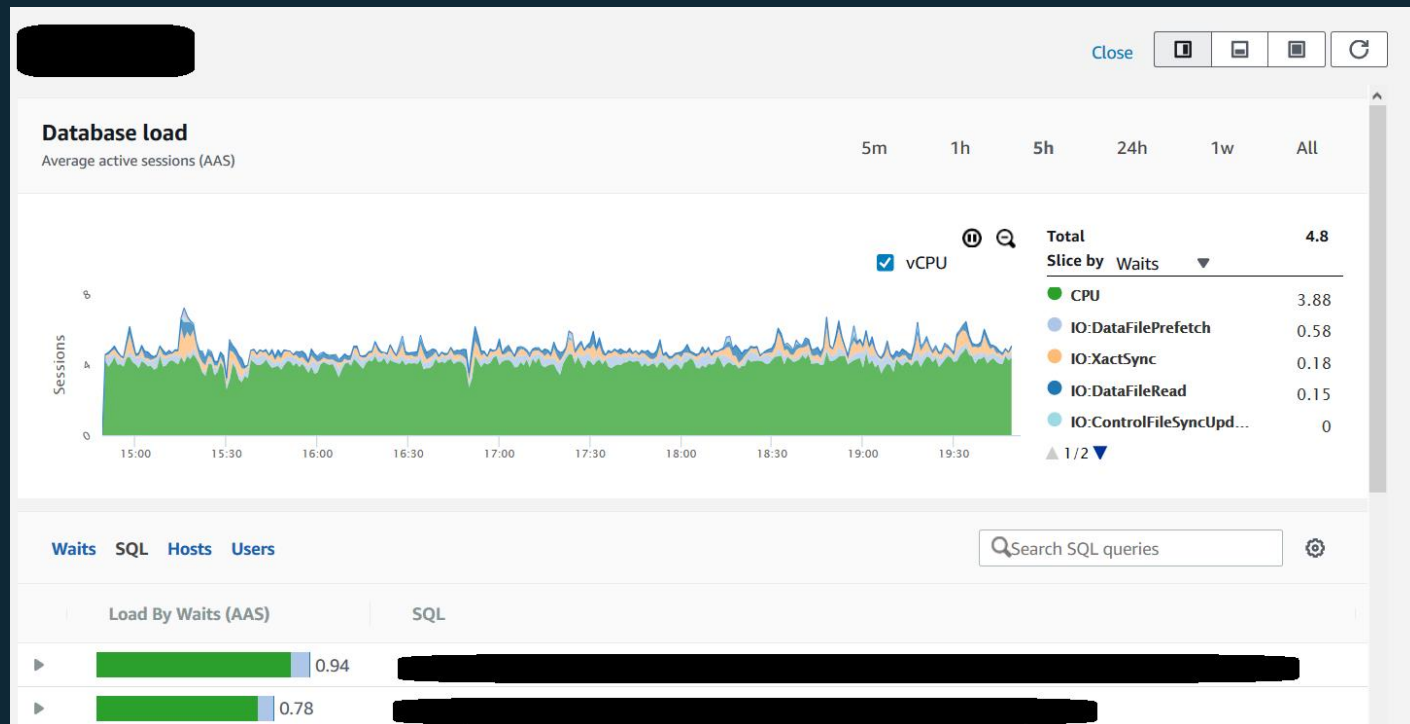 Close
Database load
Average active sessions (AAS)
5m 1h 5h 24h 1w All
vCPU
Total 4.8
Slice by Waits
CPU 3.88
IO:DataFilePrefetch 0.58
IO:XactSync 0.18
IO:DataFileRead 0.15
IO:ControlFileSyncUpd... 0
1/2
8
4
0
Sessions
15:00 15:30 16:00 16:30 17:00 17:30 18:00 18:30 19:00 19:30
Waits SQL Hosts Users
Search SQL queries
Load By Waits (AAS) SQL
0.94
0.78